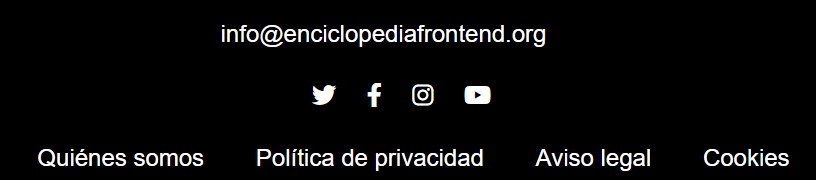 info@enciclopediafrontend.org
Quiénes somos Política de privacidad Aviso legal Cookies